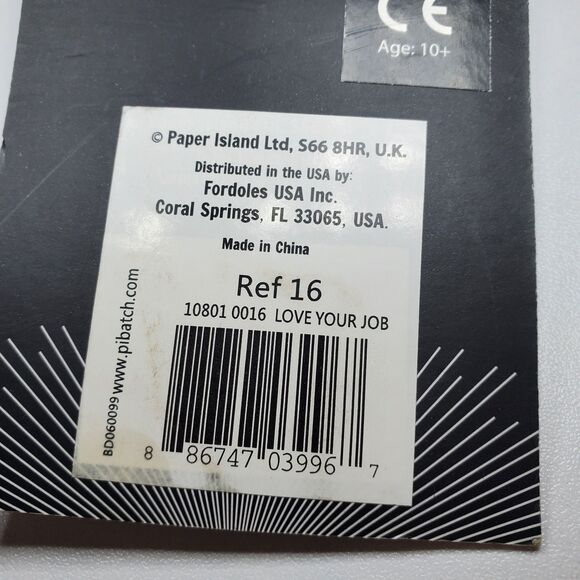 CE
Age: 10+
© Paper Island Ltd, S66 8HR, U.K.
Distributed in the USA by:
Fordoles USA Inc.
Coral Springs, FL 33065, USA.
Made in China
Ref 16
10801 0016 LOVE YOUR JOB
8 86747 03996 7
BD060099 www.pibatch.com